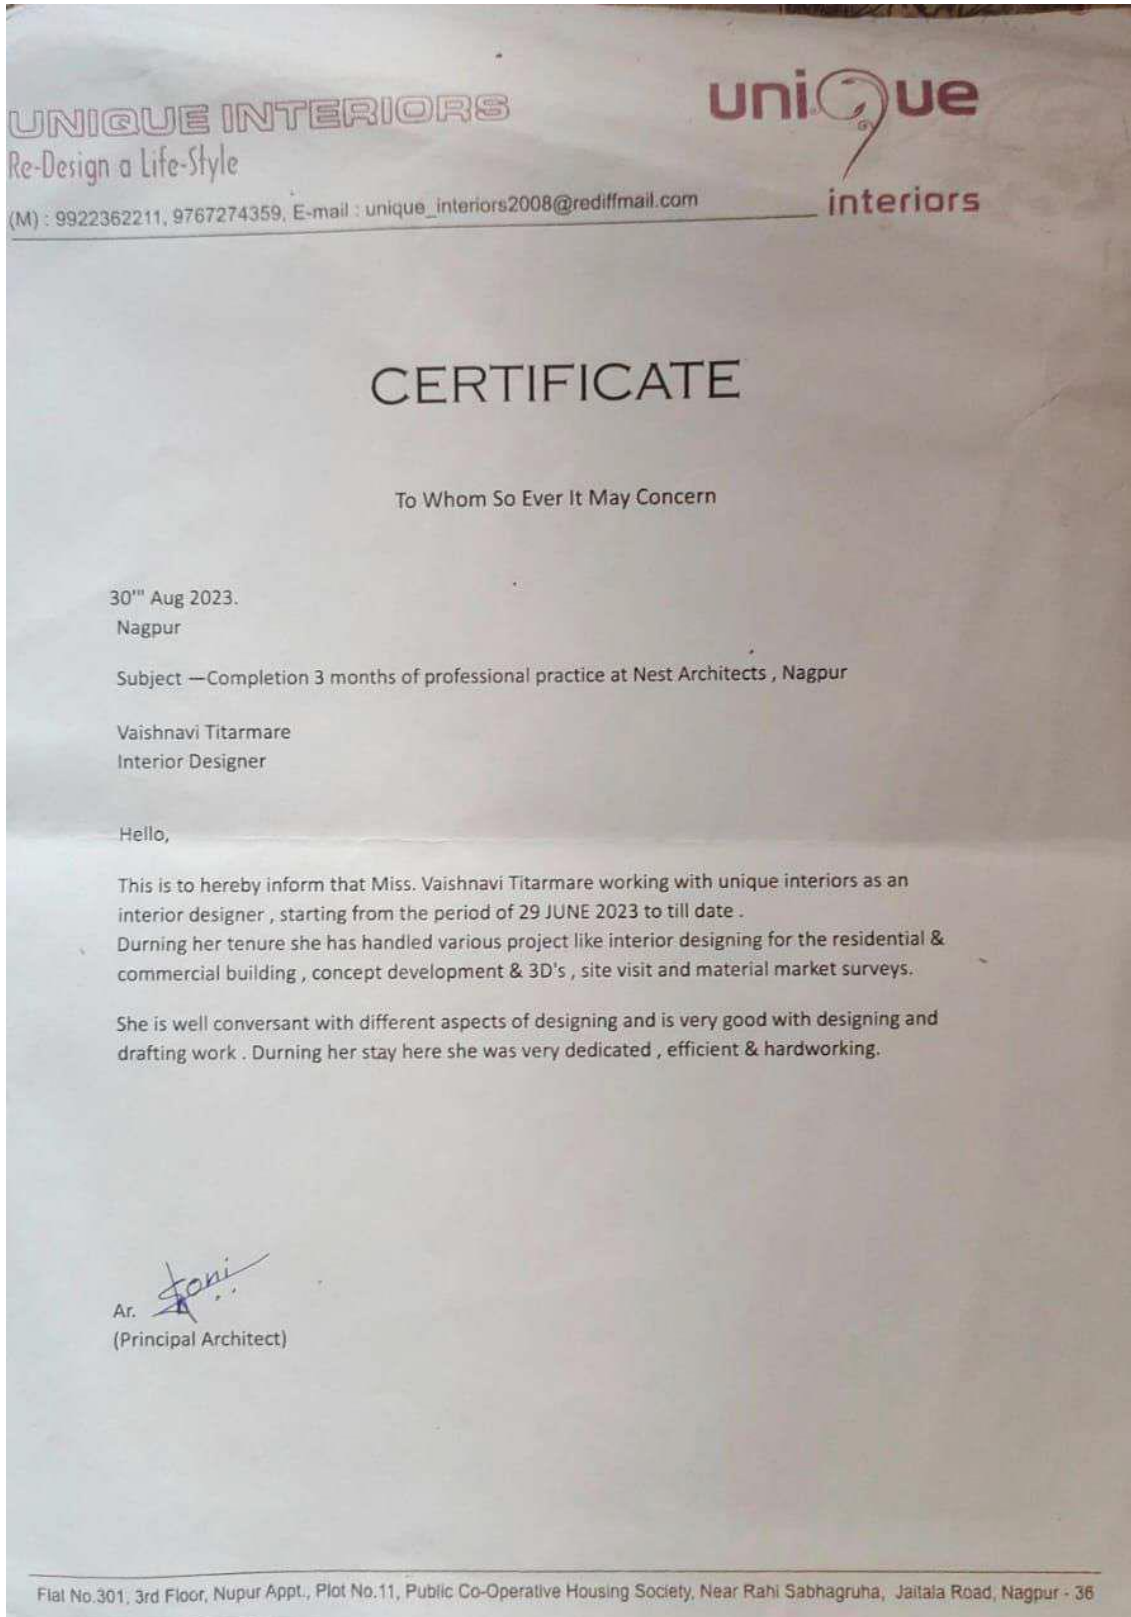 UNIQUE INTERIORS
Re-Design a Life-Style
(M) : 9922362211, 9767274359, E-mail : unique_interiors2008@rediffmail.com
unique
interiors
CERTIFICATE
To Whom So Ever It May Concern
30''' Aug 2023.
Nagpur
Subject —Completion 3 months of professional practice at Nest Architects , Nagpur
Vaishnavi Titarmare
Interior Designer
Hello,
This is to hereby inform that Miss. Vaishnavi Titarmare working with unique interiors as an
interior designer , starting from the period of 29 JUNE 2023 to till date .
Durning her tenure she has handled various project like interior designing for the residential &
commercial building , concept development & 3D's , site visit and material market surveys.
She is well conversant with different aspects of designing and is very good with designing and
drafting work . Durning her stay here she was very dedicated , efficient & hardworking.
Ar.
(Principal Architect)
Flat No.301, 3rd Floor, Nupur Appt., Plot No.11, Public Co-Operative Housing Society, Near Rahi Sabhagruha, Jaitala Road, Nagpur - 36